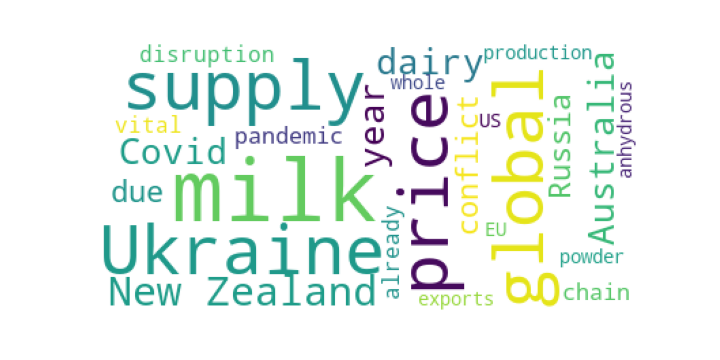 disruption
supply
dairy
production
whole
vital
Covid
pandemic
year
price
conflict
US
global
Russia
Australia
anhydrous
milk
due
Ukraine
already
EU
powder
New Zealand
exports
chain